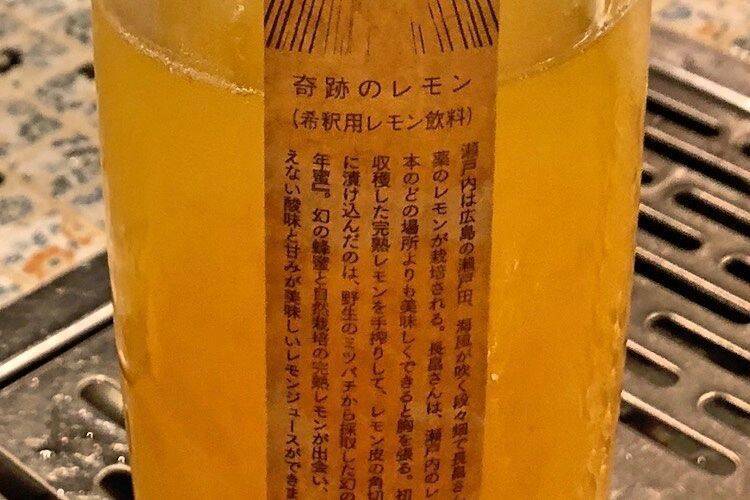 奇跡のレモン
(希釈用レモン飲料)
瀬戸内は広島の瀬戸田、海風が吹く段々畑で長畠さん
薬のレモンが栽培される。長畠さんは、瀬戸内のレ
本のどの場所よりも美味しくできると胸を張る。初
収穫した完熟レモンを手搾りして、レモン皮の角切
に漬け込んだのは、野生のミツバチから採取した幻の
年蜜』。幻の蜂蜜と自然栽培の完熟レモンが出会い、
えない酸味と甘みが美味しいレモンジュースができま